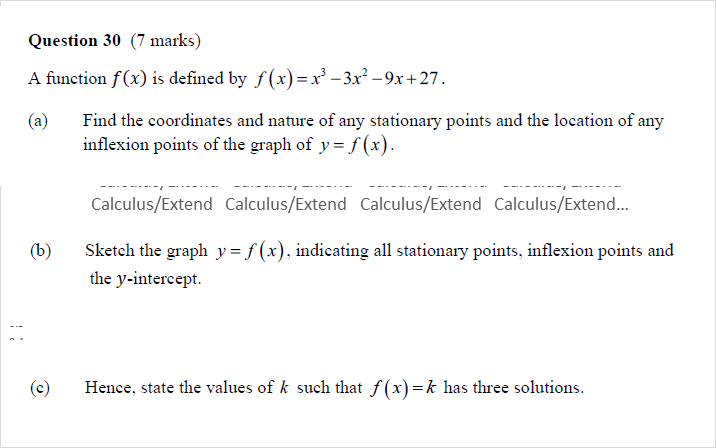 Question 30 (7 marks)
A function f(x) is defined by f(x) = x³ – 3x² – 9x + 27.
(a) Find the coordinates and nature of any stationary points and the location of any
inflexion points of the graph of y = f(x).
Calculus/Extend Calculus/Extend Calculus/Extend Calculus/Extend...
(b) Sketch the graph y = f(x), indicating all stationary points, inflexion points and
the y-intercept.
(c) Hence, state the values of k such that f(x) = k has three solutions.